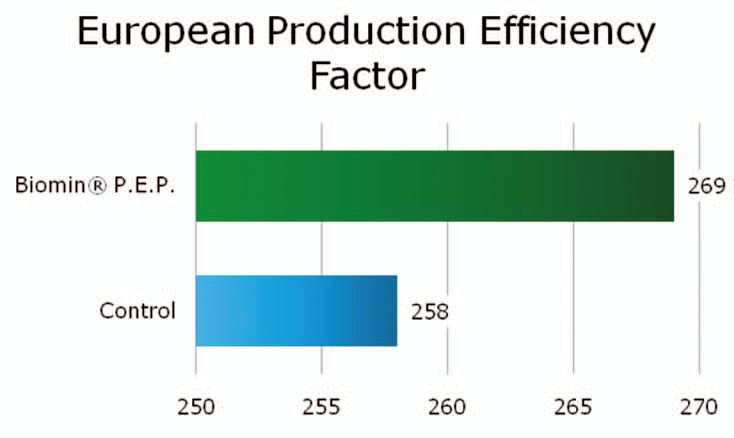 European Production Efficiency
Factor
Biomin® P.E.P.
269
Control
258
250 255 260 265 270